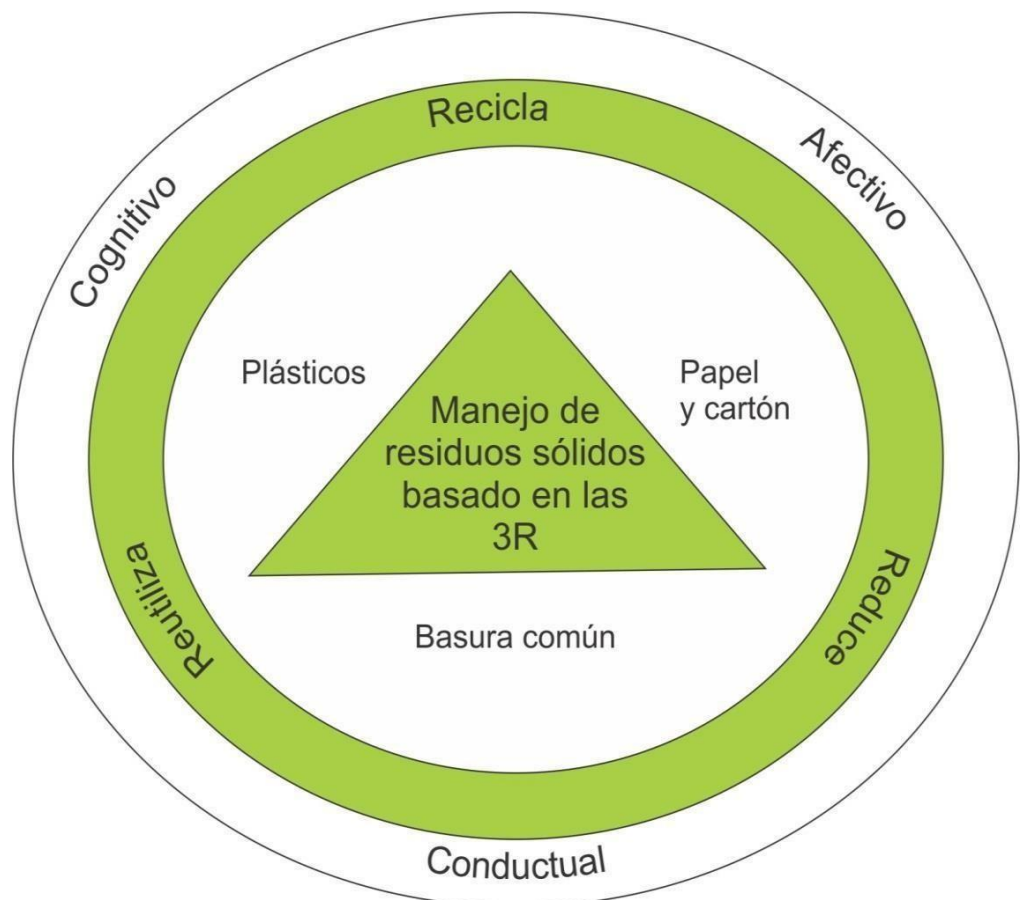 Recicla
Cognitivo
Afectivo
Plásticos
Papel
y cartón
Manejo de
residuos sólidos
basado en las
3R
Reutiliza
Reduce
Basura común
Conductual